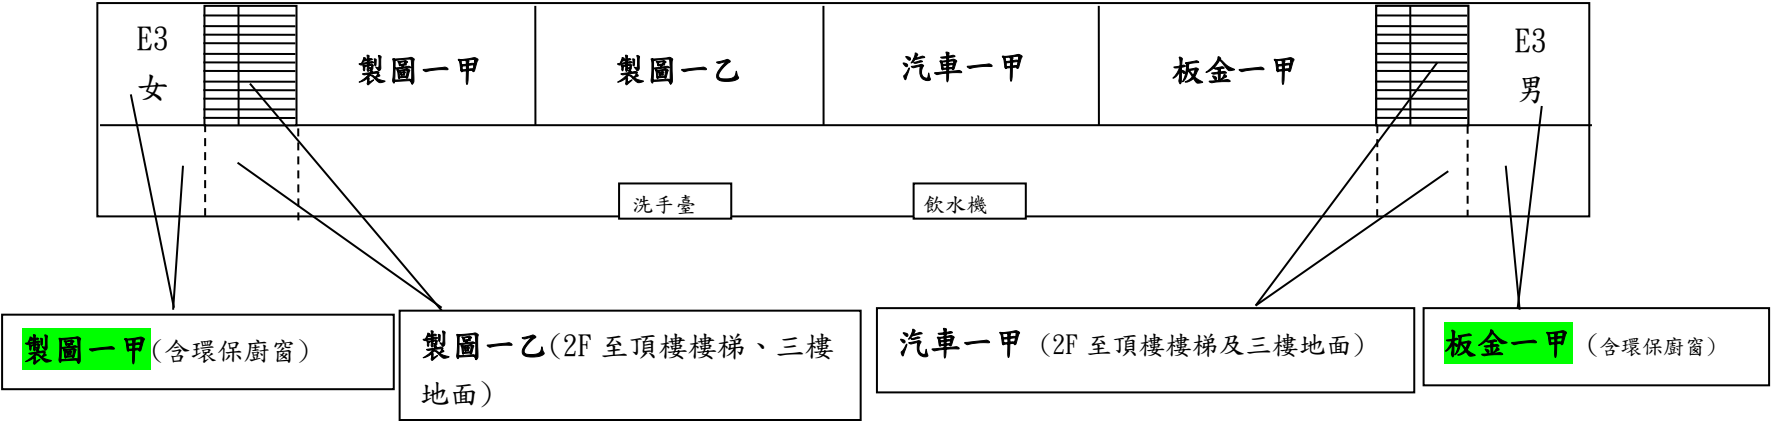 E3
女
製圖一甲
製圖一乙
汽車一甲
板金一甲
E3
男
洗手臺
飲水機
製圖一甲(含環保廚窗)
製圖一乙(2F 至頂樓樓梯、三樓
地面)
汽車一甲 (2F 至頂樓樓梯及三樓地面)
板金一甲 (含環保廚窗)